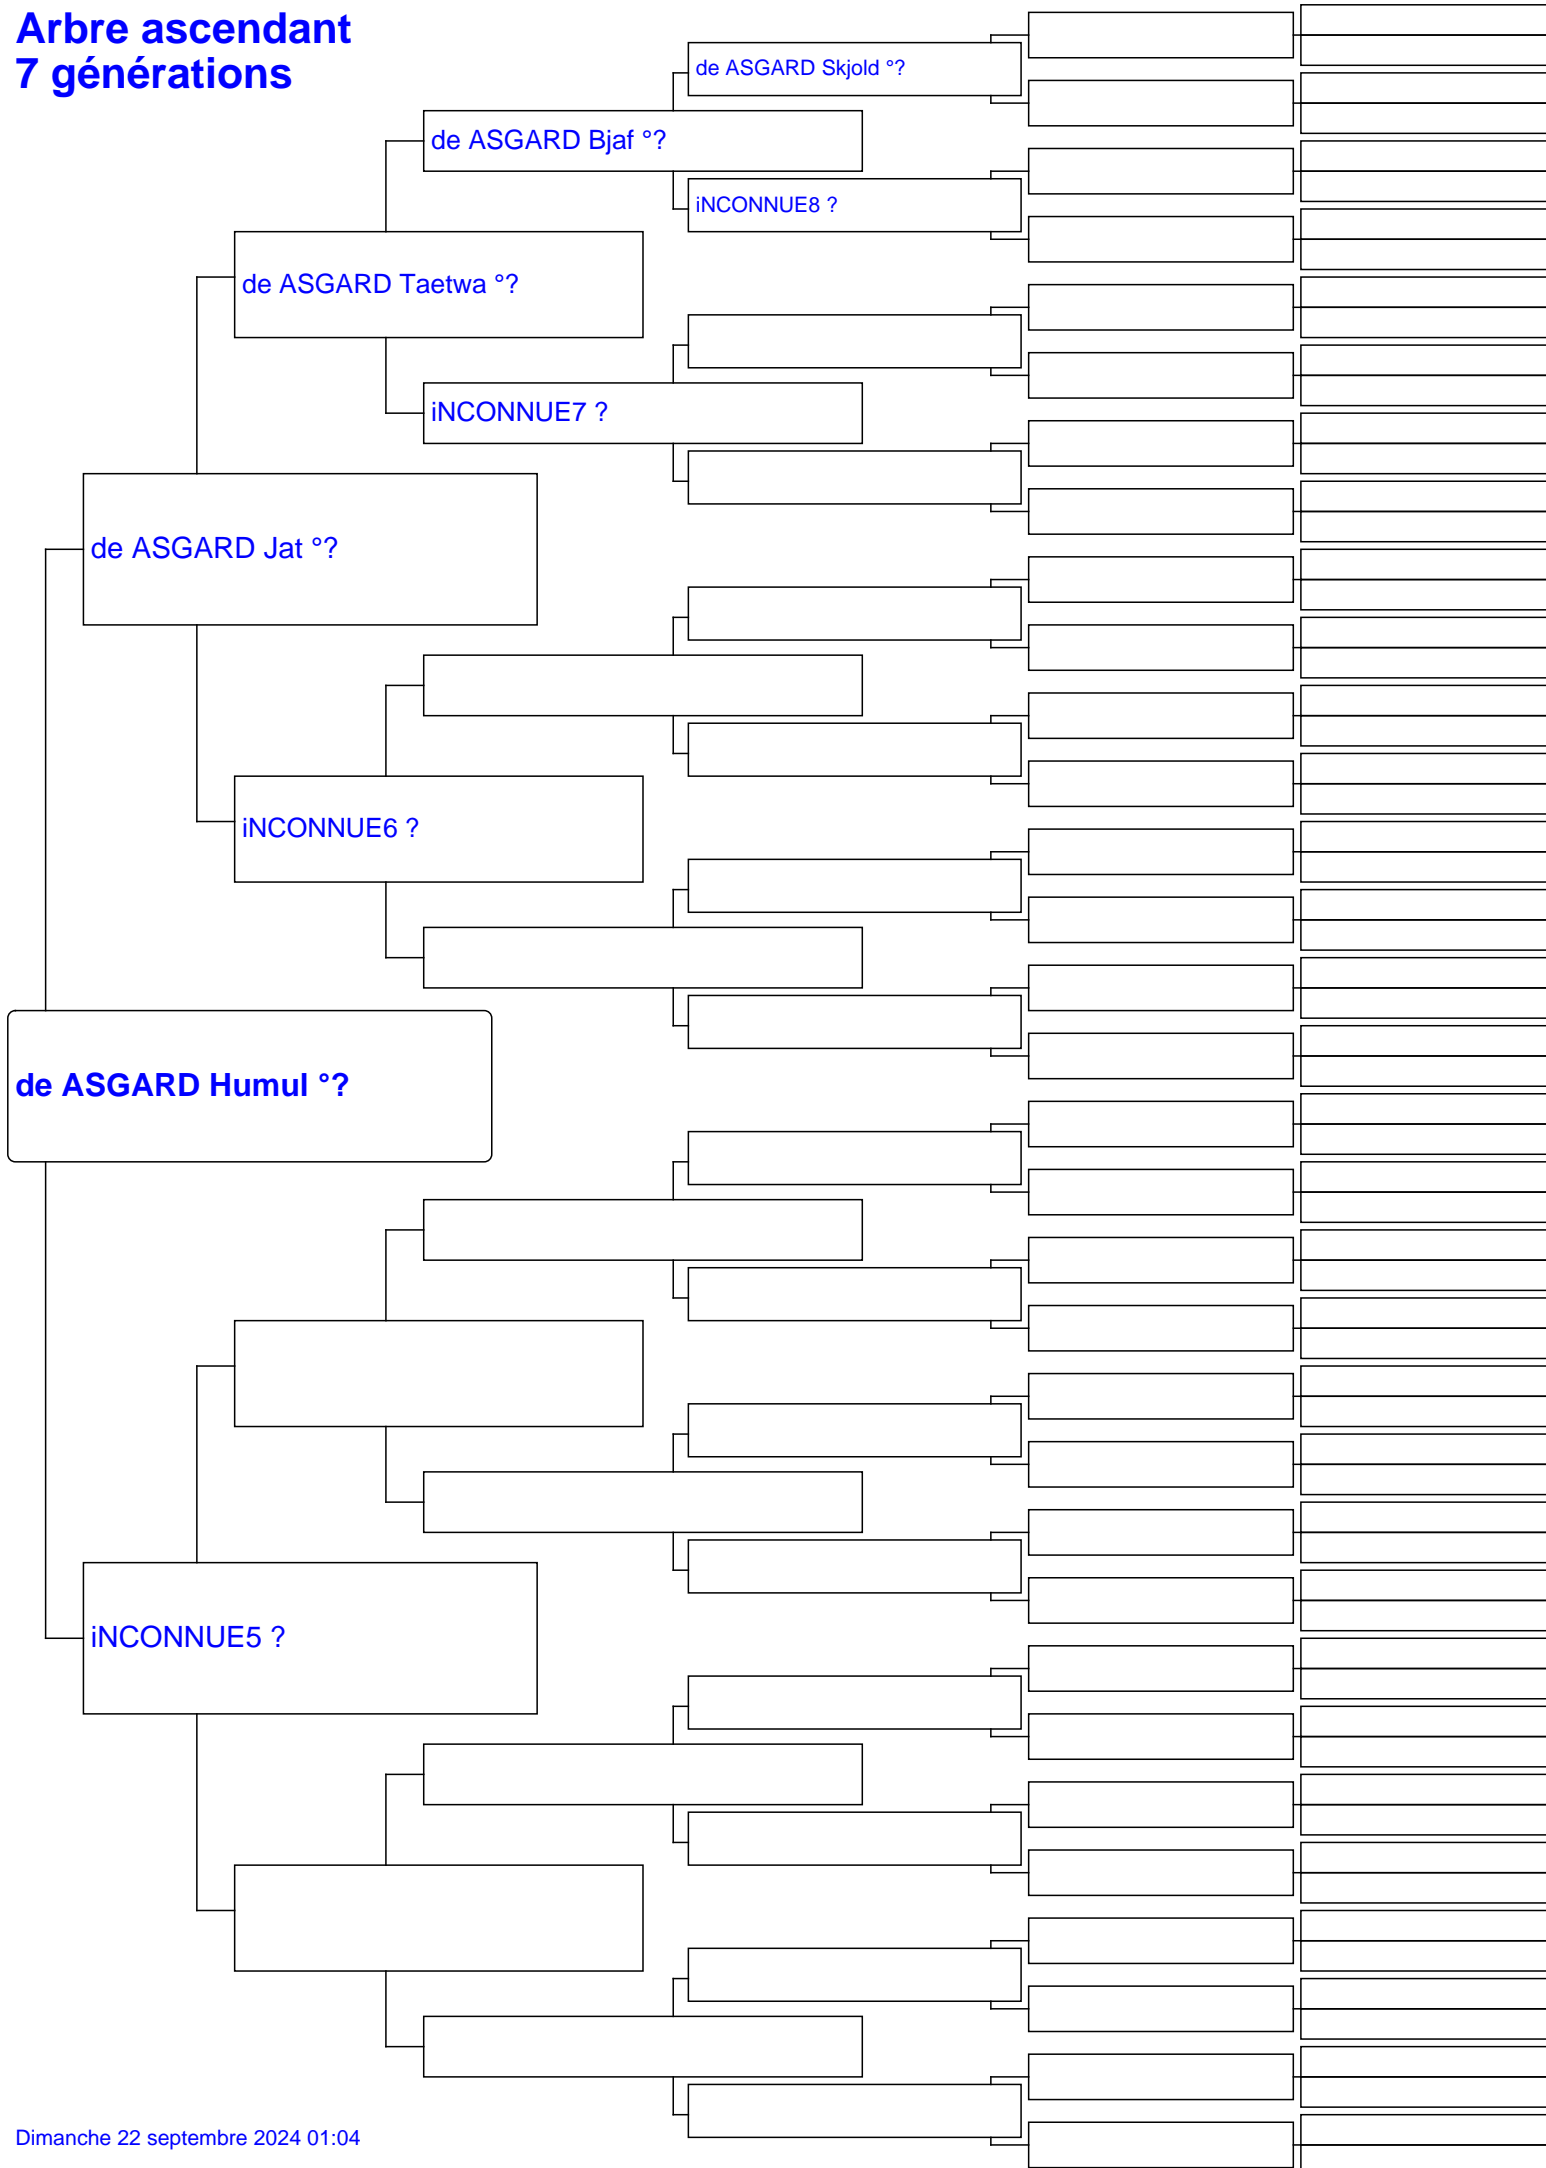 Arbre ascendant
7 générations
de ASGARD Skjold °?
de ASGARD Bjaf °?
iNCONNUE8 ?
de ASGARD Taetwa °?
iNCONNUE7 ?
de ASGARD Jat °?
iNCONNUE6 ?
de ASGARD Humul °?
iNCONNUE5 ?
Dimanche 22 septembre 2024 01:04